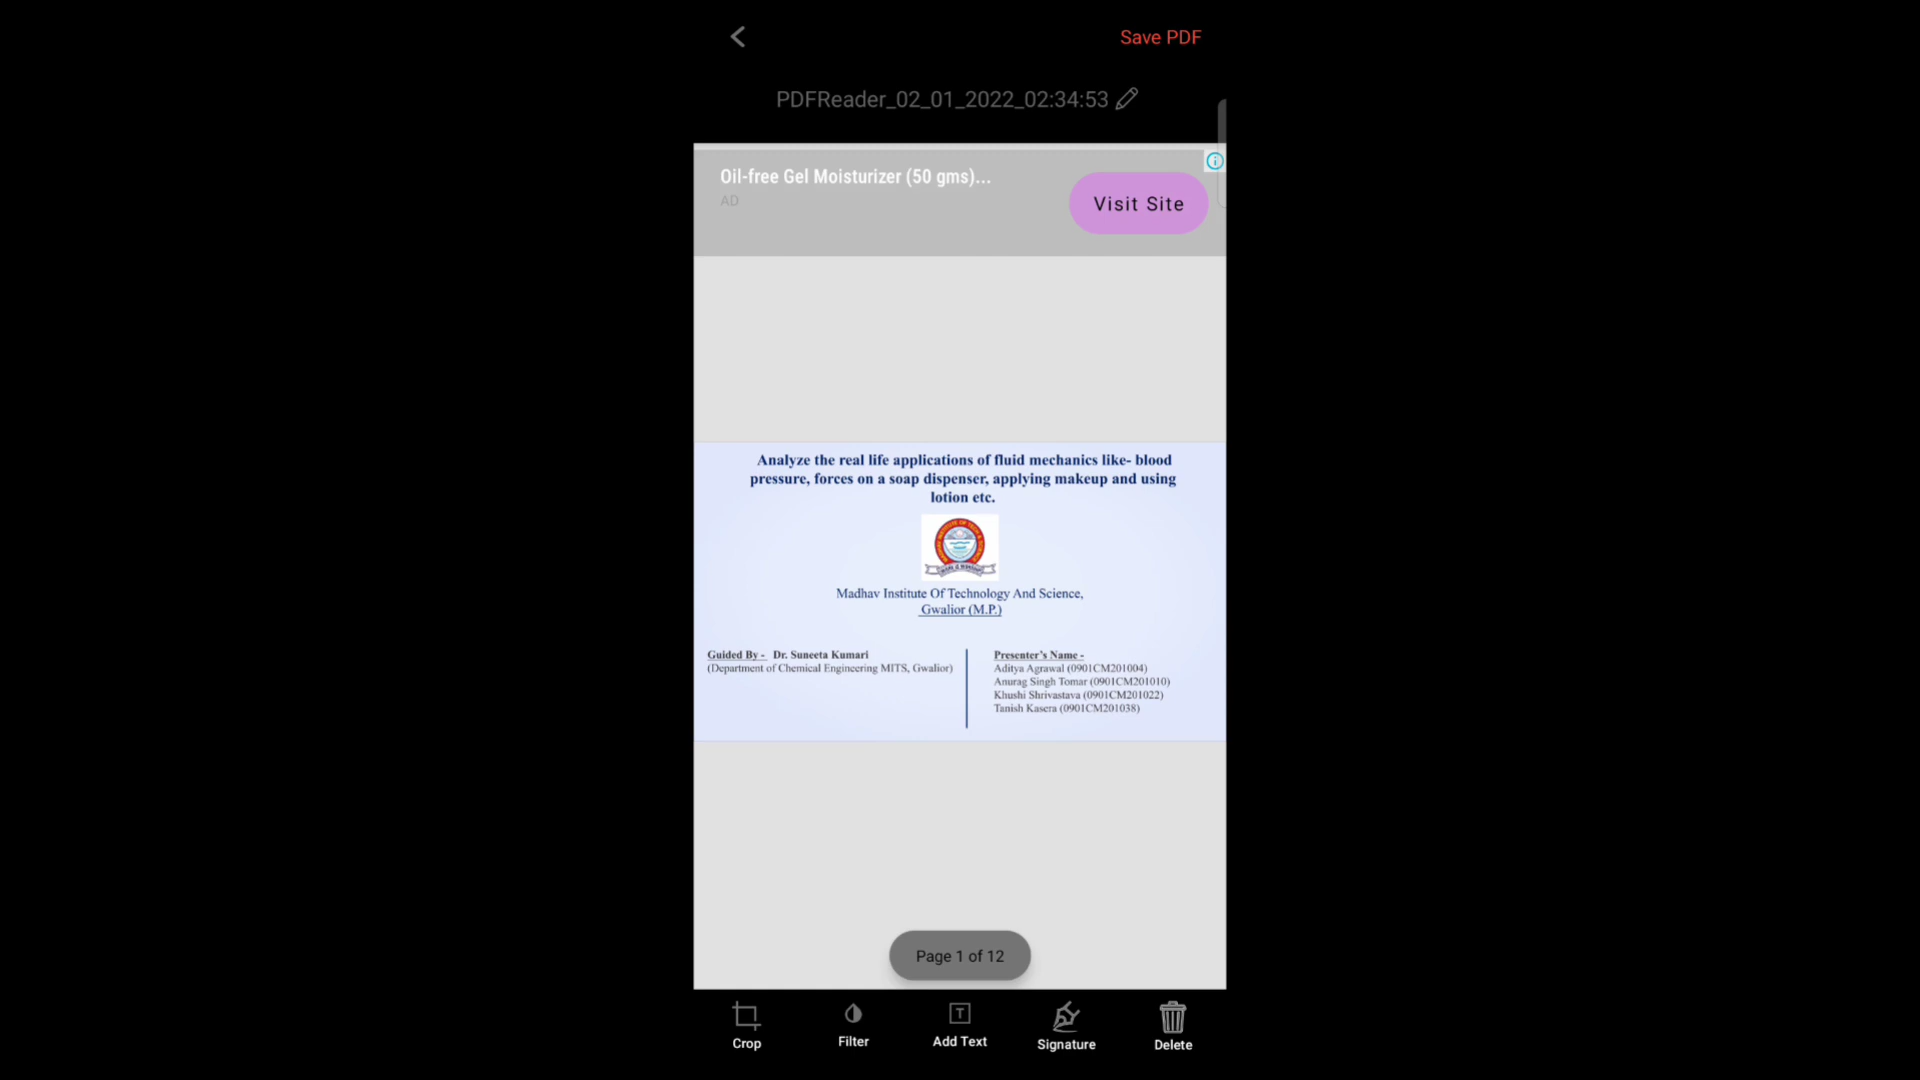 Save PDF
PDFReader_02_01_2022_02:34:53
Oil-free Gel Moisturizer (50 gms)...
AD
Visit Site
Analyze the real life applications of fluid mechanics like- blood
pressure, forces on a soap dispenser, applying makeup and using
lotion etc.
Madhav Institute Of Technology And Science,
Gwalior (M.P.)
Guided By - Dr. Suneeta Kumari
(Department of Chemical Engineering MITS, Gwalior)
Presenter's Name -
Aditya Agrawal (0901CM201004)
Anurag Singh Tomar (0901CM201010)
Khushi Shrivastava (0901CM201022)
Tanish Kasera (0901CM201038)
Page 1 of 12
Crop
Filter
Add Text
Signature
Delete